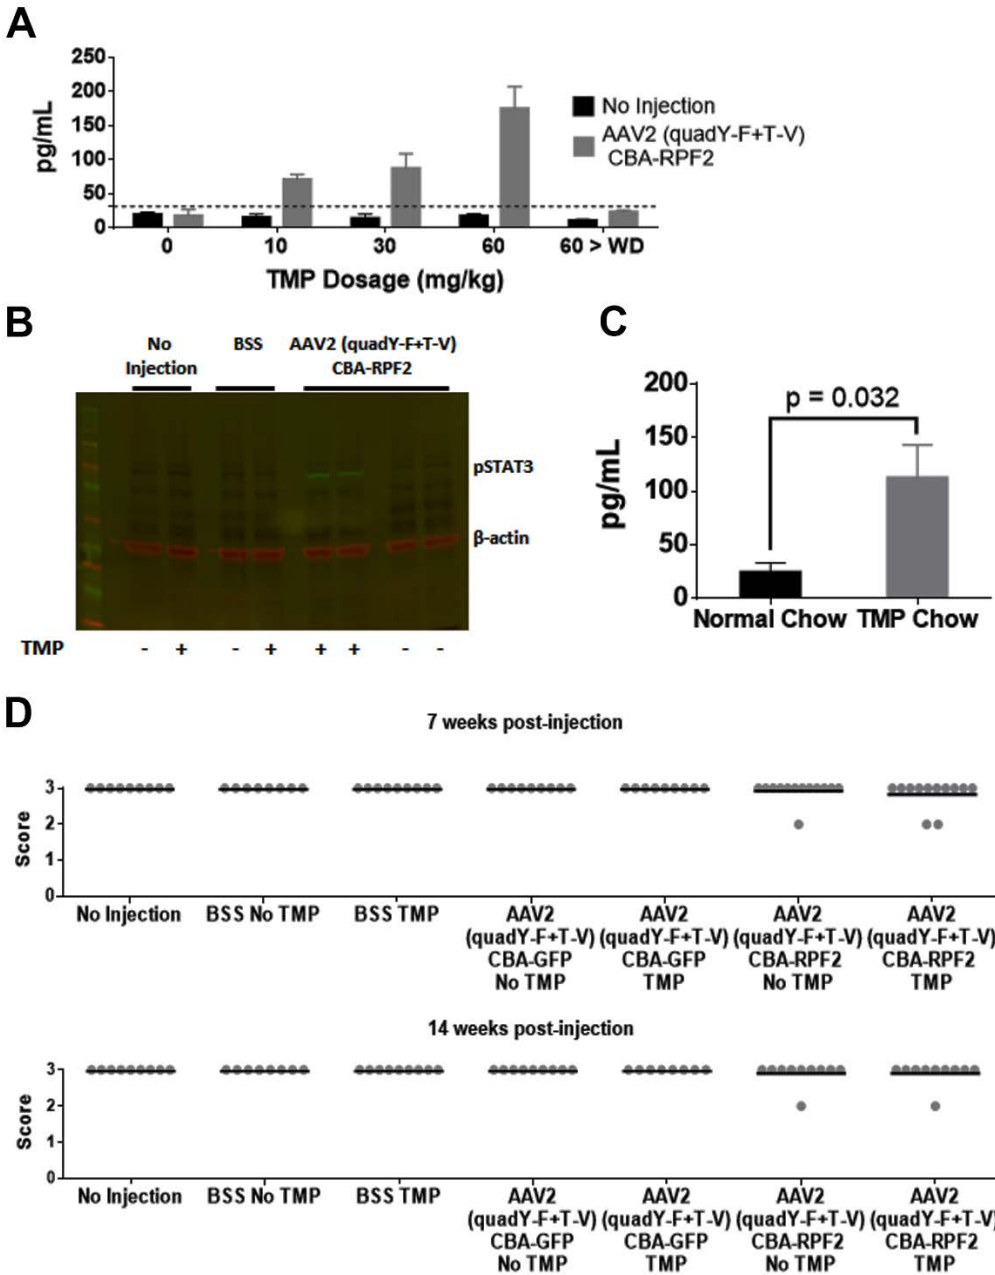 A
250
200
150
100
50
0
pg/mL
No Injection
AAV2 (quadY-F+T-V)
CBA-RPF2
0 10 30 60 60 > WD
TMP Dosage (mg/kg)
B
No
Injection
BSS
AAV2 (quadY-F+T-V)
CBA-RPF2
pSTAT3
β-actin
TMP - + - + + + - -
C
200
150
100
50
0
pg/mL
p = 0.032
Normal Chow TMP Chow
D
7 weeks post-injection
3
2
1
0
Score
No Injection
BSS No TMP
BSS TMP
AAV2
(quadY-F+T-V)
CBA-GFP
No TMP
AAV2
(quadY-F+T-V)
CBA-GFP
TMP
AAV2
(quadY-F+T-V)
CBA-RPF2
No TMP
AAV2
(quadY-F+T-V)
CBA-RPF2
TMP
14 weeks post-injection
3
2
1
0
Score
No Injection
BSS No TMP
BSS TMP
AAV2
(quadY-F+T-V)
CBA-GFP
No TMP
AAV2
(quadY-F+T-V)
CBA-GFP
TMP
AAV2
(quadY-F+T-V)
CBA-RPF2
No TMP
AAV2
(quadY-F+T-V)
CBA-RPF2
TMP